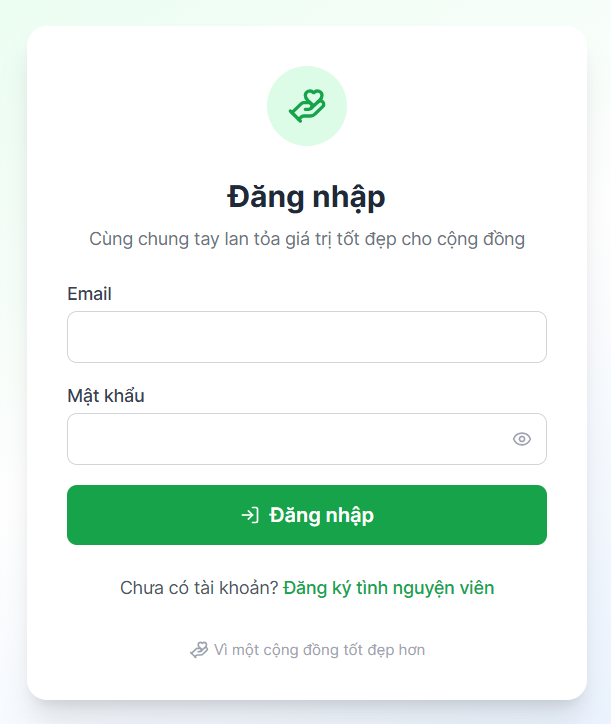 Đăng nhập
Cùng chung tay lan tỏa giá trị tốt đẹp cho cộng đồng
Email
Mật khẩu
Đăng nhập
Chưa có tài khoản? Đăng ký tình nguyện viên
Vì một cộng đồng tốt đẹp hơn